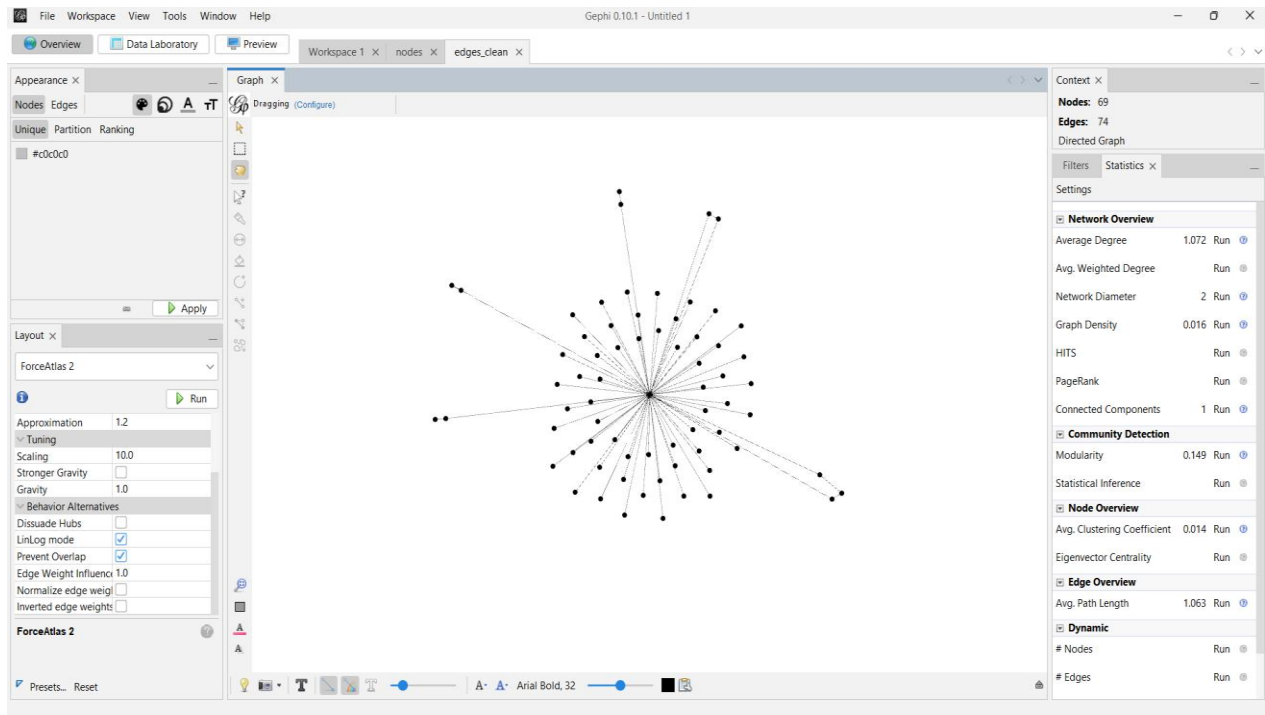 File Workspace View Tools Window Help
Gephi 0.10.1 - Untitled 1
Overview Data Laboratory Preview
Workspace 1 × nodes × edges_clean ×
Appearance ×
Nodes Edges
Unique Partition Ranking
#c0c0c0
Apply
Layout ×
ForceAtlas 2
Run
Approximation 1.2
Tuning
Scaling 10.0
Stronger Gravity
Gravity 1.0
Behavior Alternatives
Dissuade Hubs
LinLog mode
Prevent Overlap
Edge Weight Influenc 1.0
Normalize edge weigl
Inverted edge weights
ForceAtlas 2
Presets... Reset
Graph ×
Dragging (Configure)
Arial Bold, 32
Context ×
Nodes: 69
Edges: 74
Directed Graph
Filters Statistics ×
Settings
Network Overview
Average Degree 1.072 Run
Avg. Weighted Degree Run
Network Diameter 2 Run
Graph Density 0.016 Run
HITS Run
PageRank Run
Connected Components 1 Run
Community Detection
Modularity 0.149 Run
Statistical Inference Run
Node Overview
Avg. Clustering Coefficient 0.014 Run
Eigenvector Centrality Run
Edge Overview
Avg. Path Length 1.063 Run
Dynamic
# Nodes Run
# Edges Run